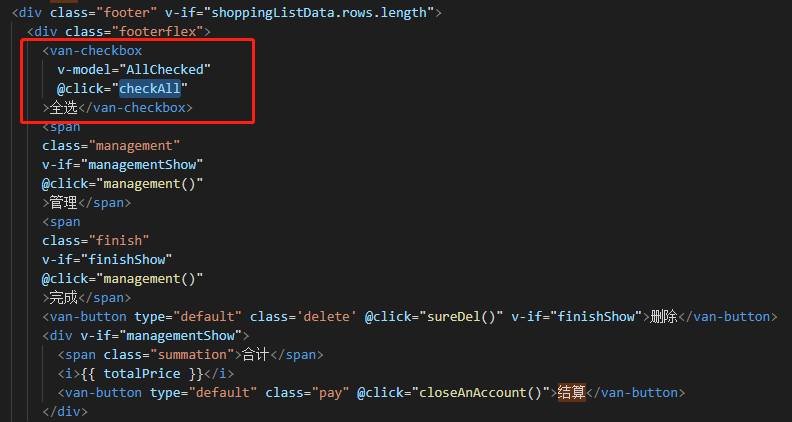 <div class="footer" v-if="shoppingListData.rows.length">
<div class="footerflex">
<van-checkbox
v-model="AllChecked"
@click="checkAll"
>全选</van-checkbox>
<span
class="management"
v-if="managementShow"
@click="management()"
>管理</span>
<span
class="finish"
v-if="finishShow"
@click="management()"
>完成</span>
<van-button type="default" class='delete' @click="sureDel()" v-if="finishShow">删除</van-button>
<div v-if="managementShow">
<span class="summation">合计</span>
<i>{{ totalPrice }}</i>
<van-button type="default" class="pay" @click="closeAnAccount()">结算</van-button>
</div>